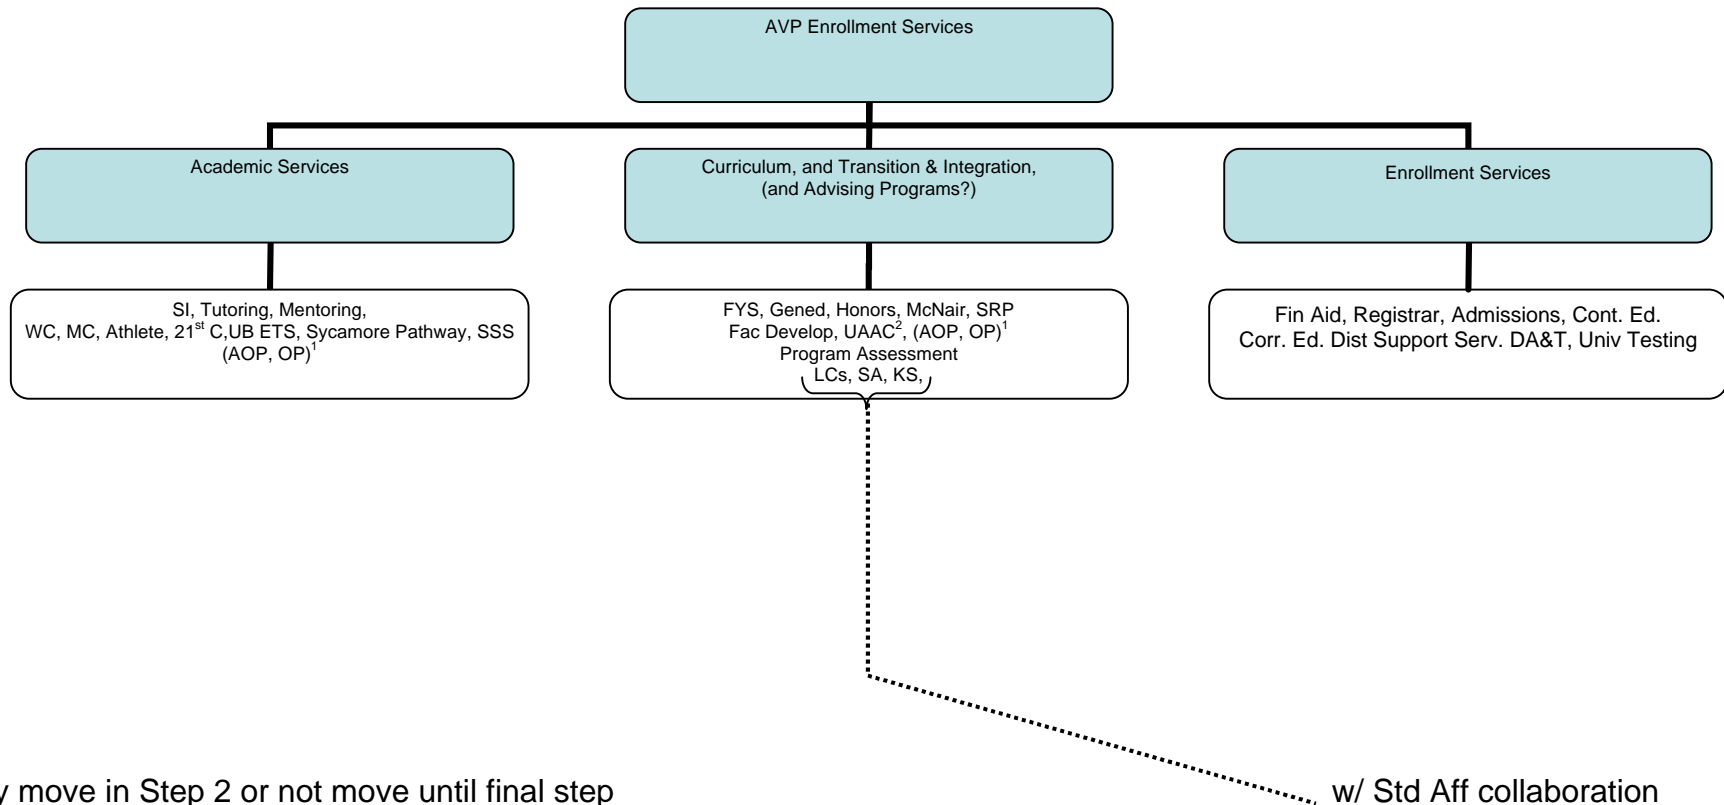 AVP Enrollment Services
Academic Services
Curriculum, and Transition & Integration,
(and Advising Programs?)
Enrollment Services
SI, Tutoring, Mentoring,
WC, MC, Athlete, 21st C,UB ETS, Sycamore Pathway, SSS
(AOP, OP)1
FYS, Gened, Honors, McNair, SRP
Fac Develop, UAAC2, (AOP, OP)1
Program Assessment
LCs, SA, KS,
Fin Aid, Registrar, Admissions, Cont. Ed.
Corr. Ed. Dist Support Serv. DA&T, Univ Testing
move in Step 2 or not move until final step
w/ Std Aff collaboration